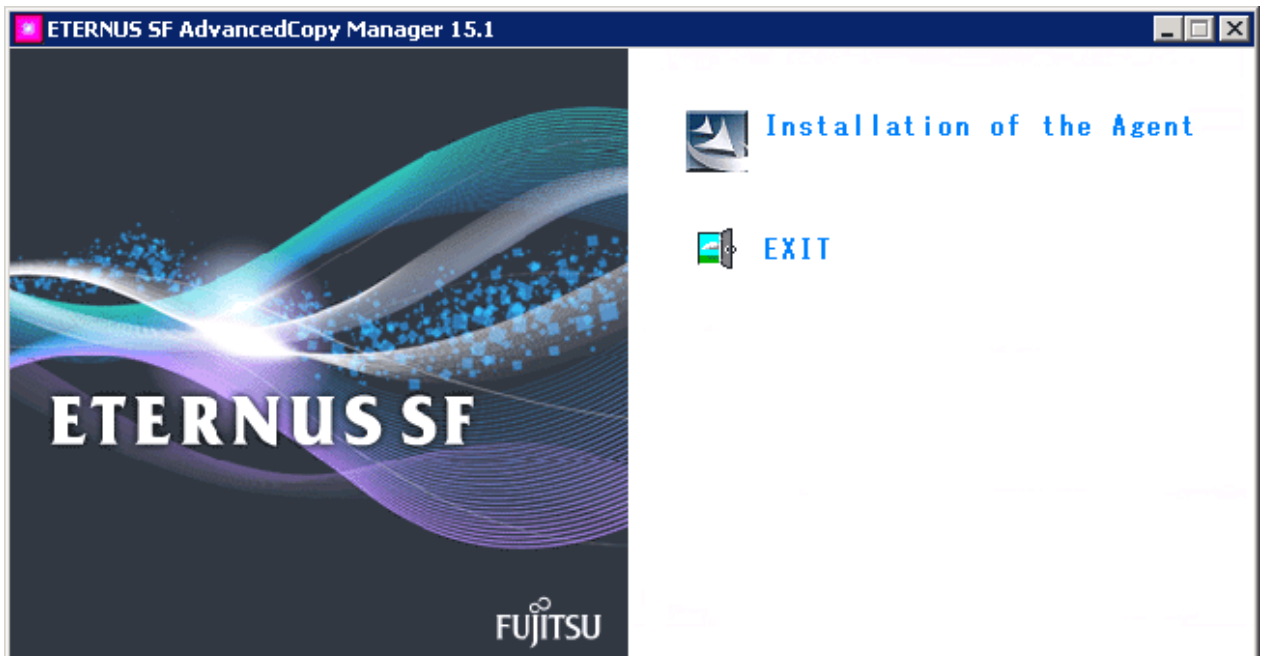 ETERNUS SF AdvancedCopy Manager 15.1
Installation of the Agent
EXIT
ETERNUS SF
FUJITSU